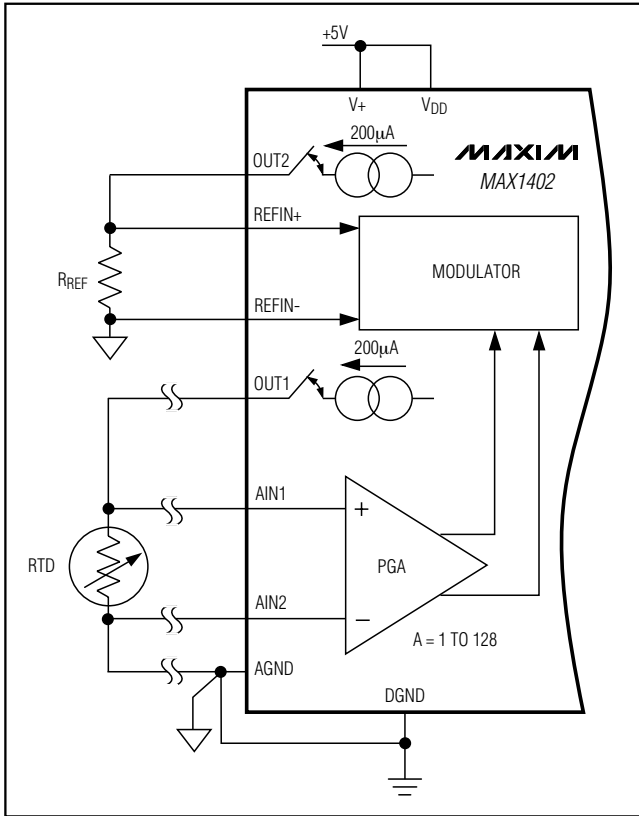 +5V
V+
VDD
200µA
MAXIM
MAX1402
OUT2
REFIN+
RREF
MODULATOR
REFIN-
200µA
OUT1
AIN1
+
RTD
PGA
AIN2
−
A = 1 TO 128
AGND
DGND